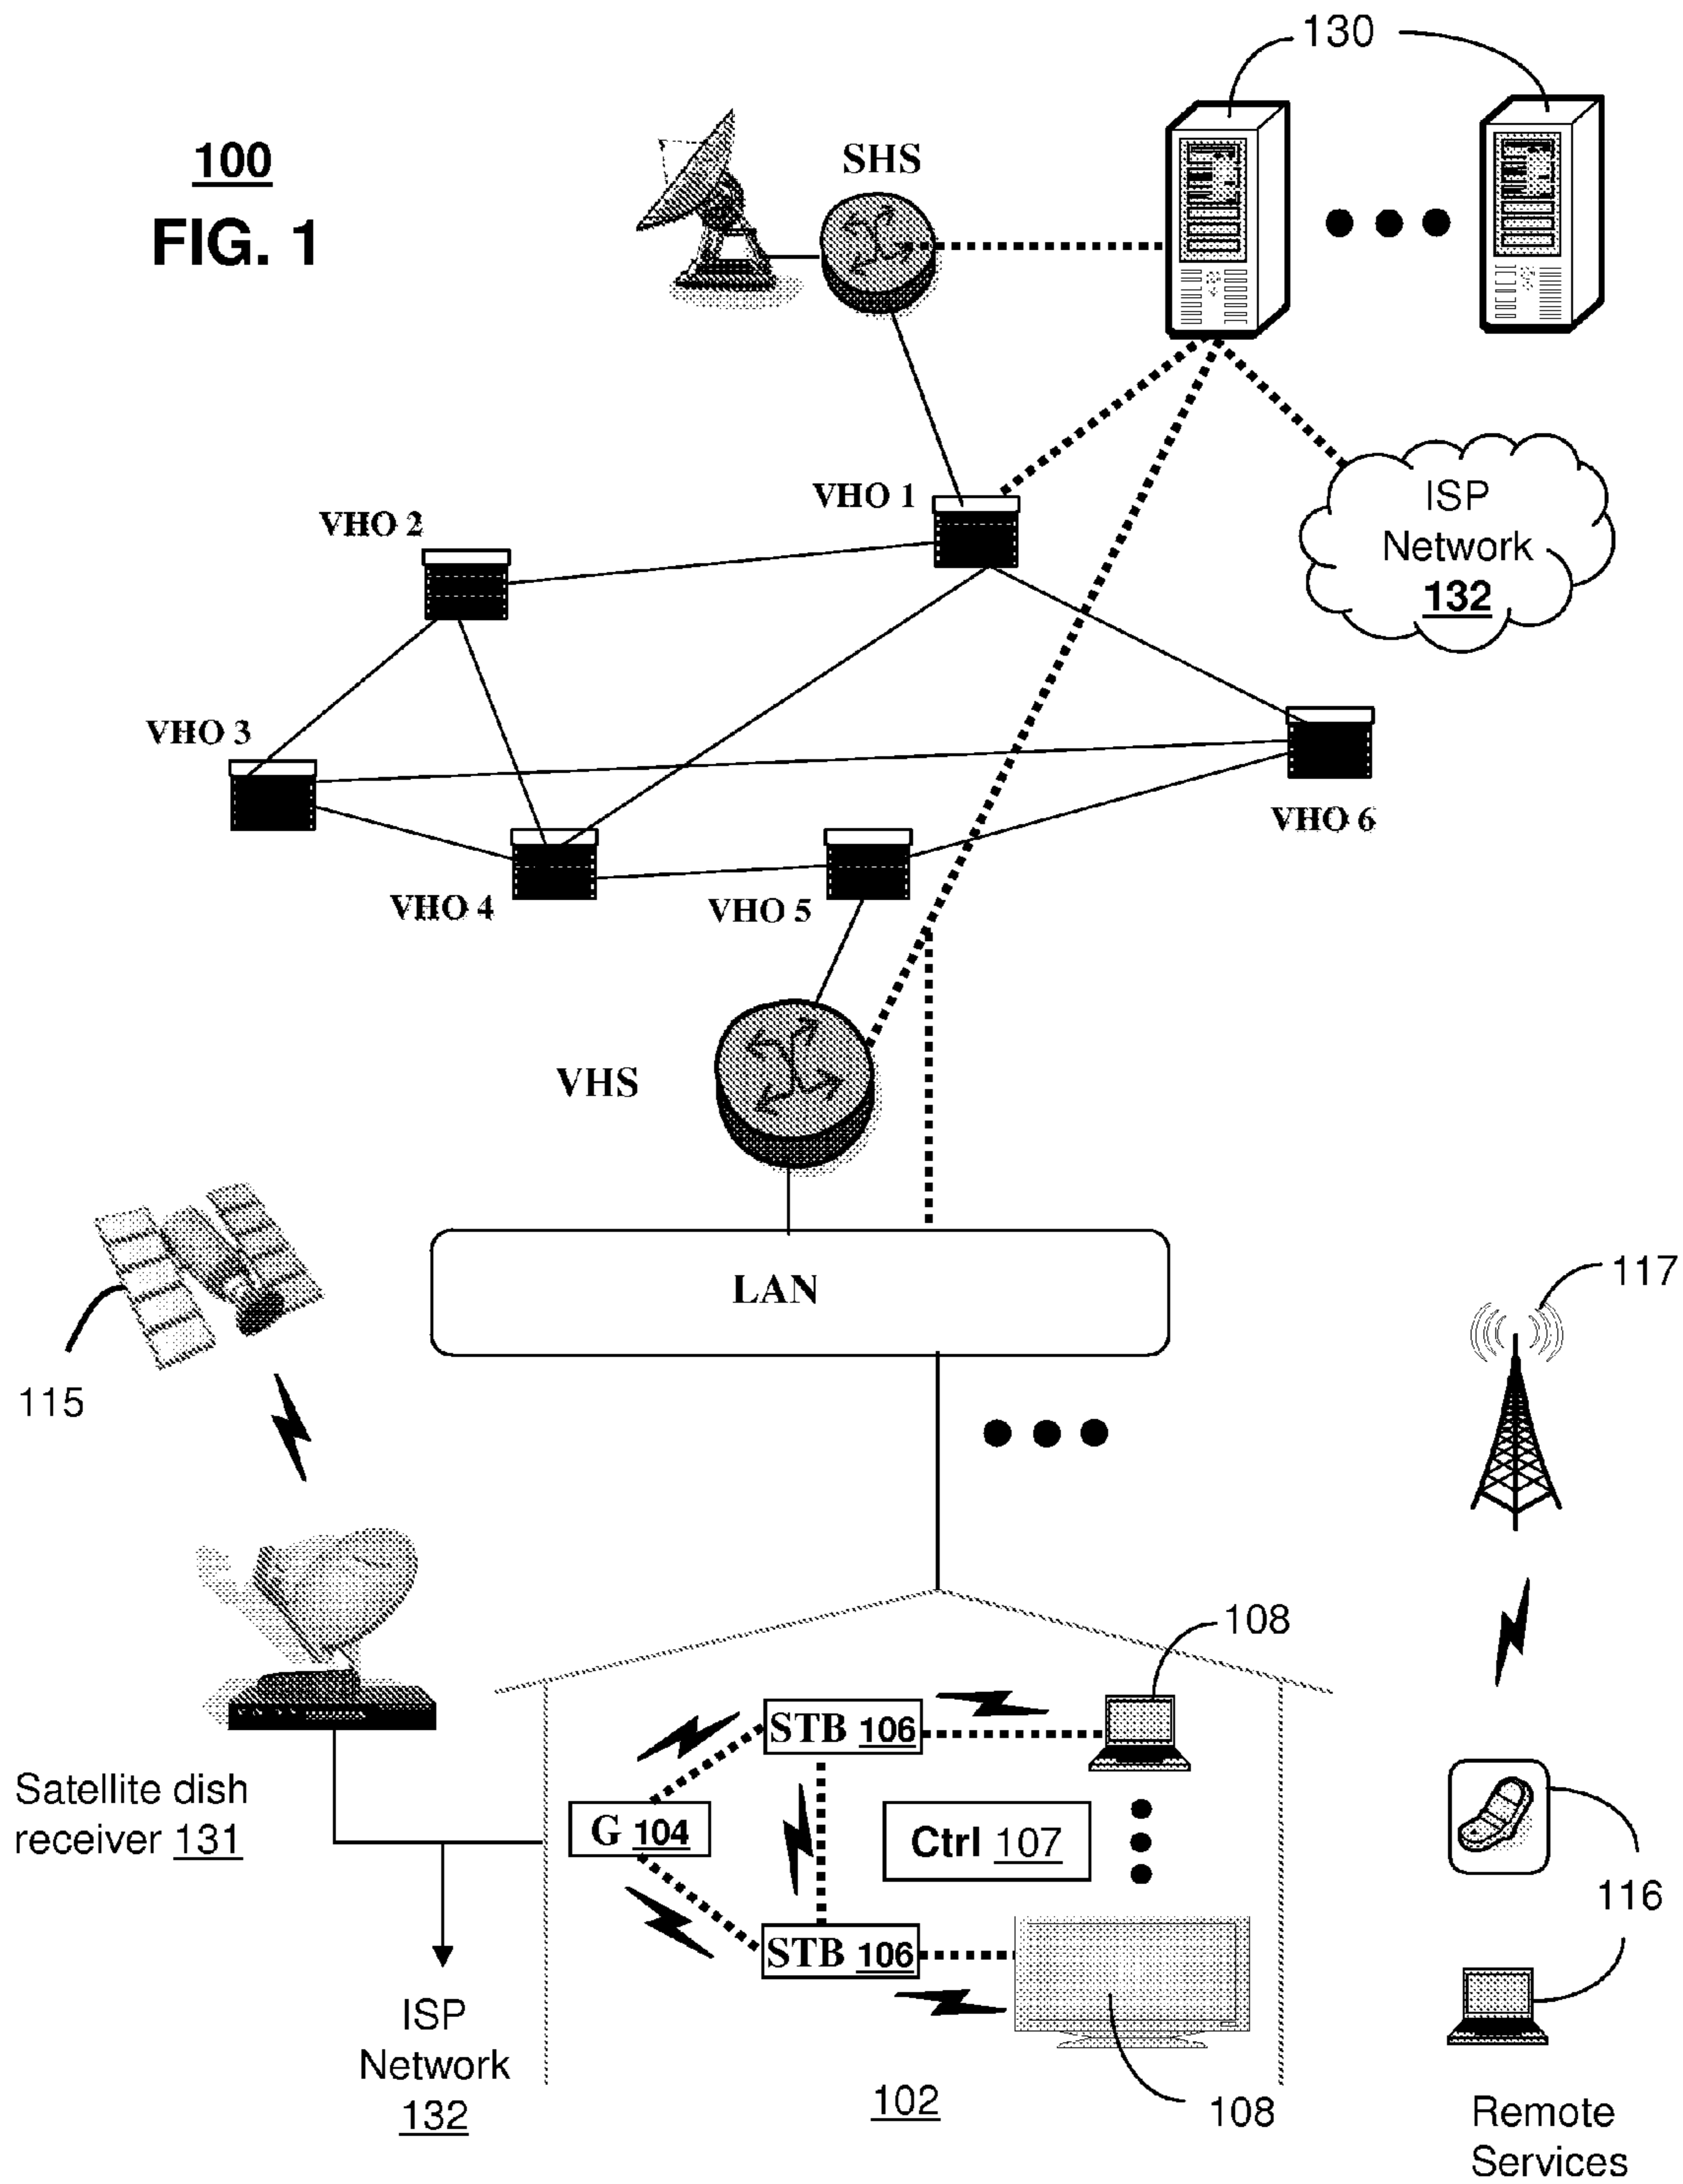 130
100
FIG. 1
SHS
ISP
Network
132
VHO 1
VHO 2
VHO 3
VHO 6
VHO 4
VHO 5
VHS
LAN
117
115
108
STB 106
Satellite dish
receiver 131
G 104
Ctrl 107
116
STB 106
ISP
Network
132
102
108
Remote
Services